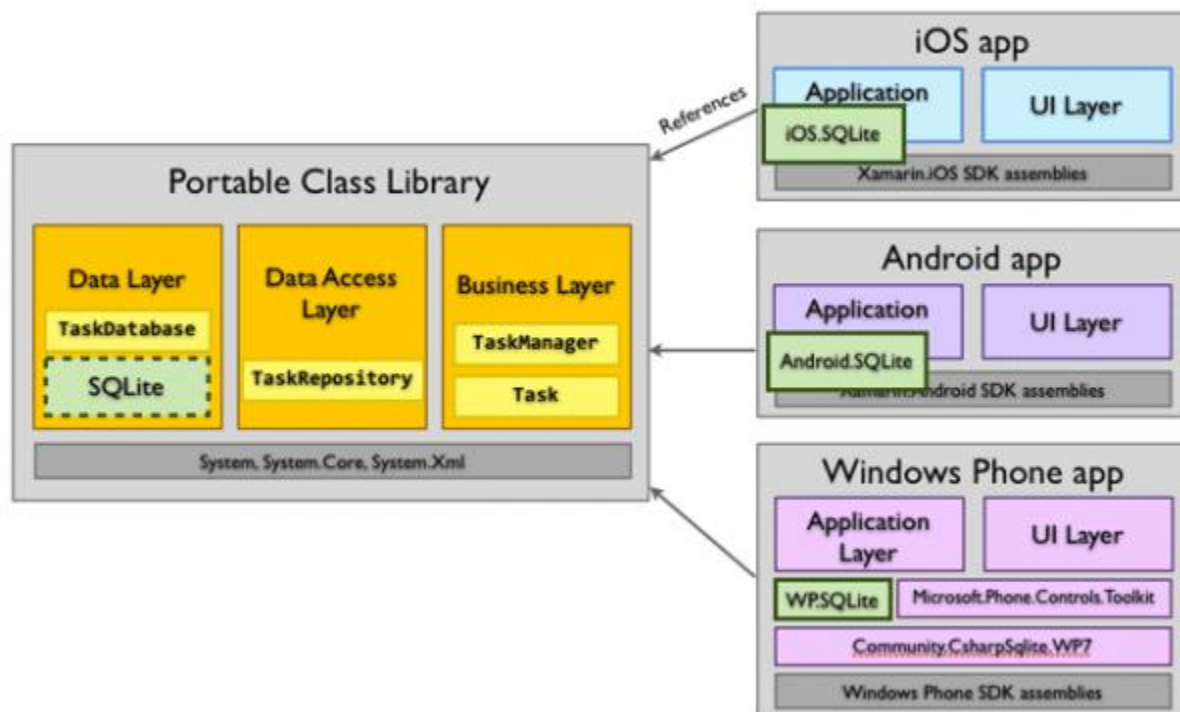 Portable Class Library
Data Layer
TaskDatabase
SQLite
Data Access
Layer
TaskRepository
Business Layer
TaskManager
Task
System, System.Core, System.Xml
References
iOS app
Application
iOS.SQLite
UI Layer
Xamarin.iOS SDK assemblies
Android app
Application
Android.SQLite
UI Layer
Xamarin.Android SDK assemblies
Windows Phone app
Application
Layer
UI Layer
WP.SQLite
Microsoft.Phone.Controls.Toolkit
Community.CsharpSqlite.WP7
Windows Phone SDK assemblies